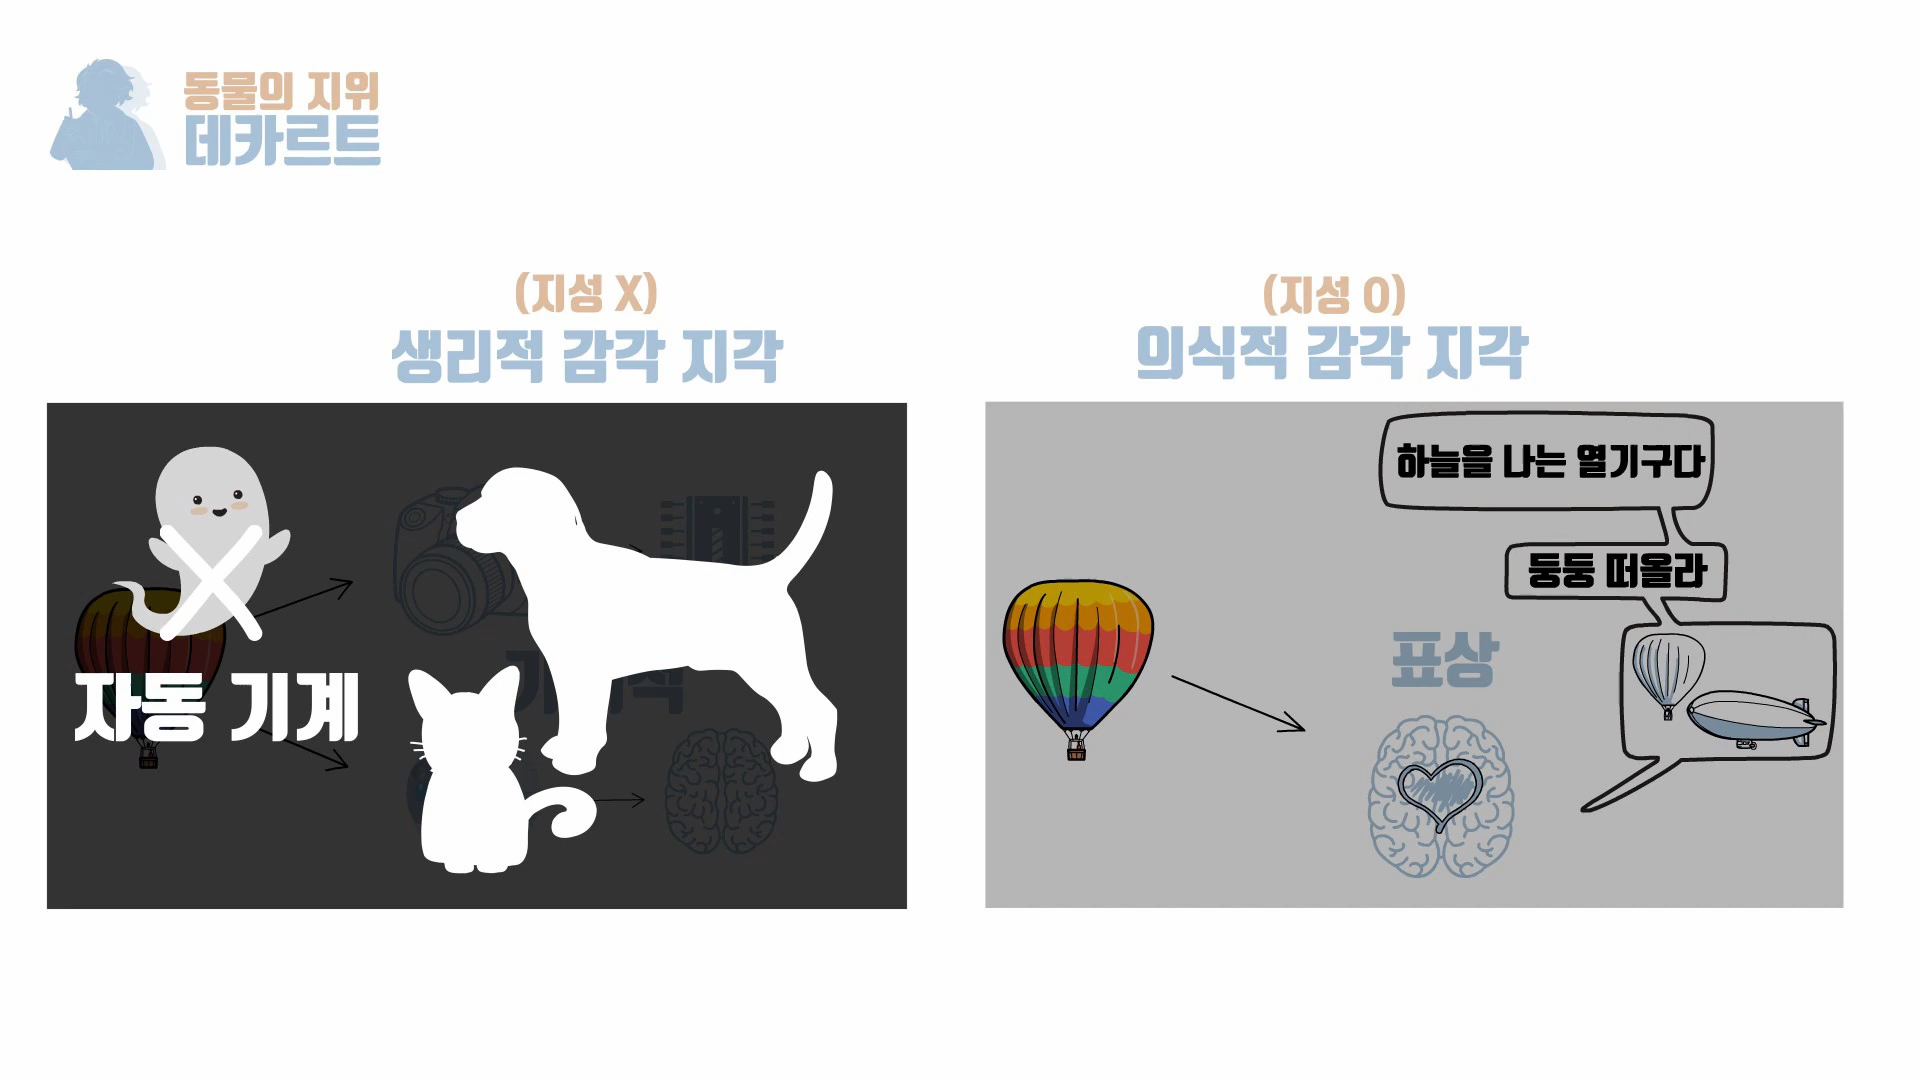 동물의 지위
데카르트
(지성 X)
생리적 감각 지각
(지성 O)
의식적 감각 지각
자동 기계
하늘을 나는 열기구다
둥둥 떠올라
표상